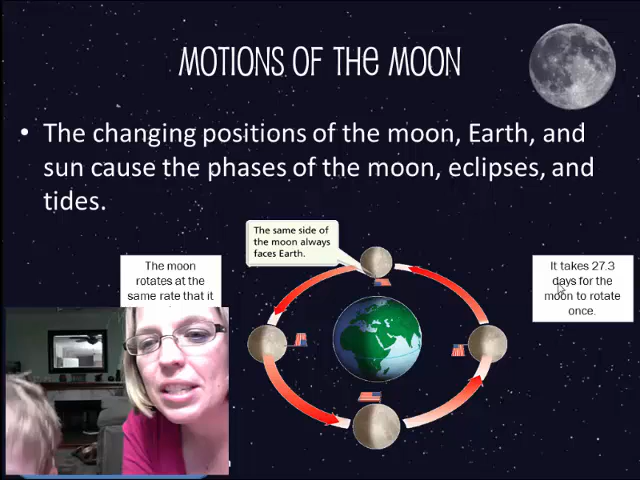 MOTIONS OF THE MOON
• The changing positions of the moon, Earth, and
sun cause the phases of the moon, eclipses, and
tides.
The same side of
the moon always
faces Earth.
The moon
rotates at the
same rate that it
It takes 27.3
days for the
moon to rotate
once.